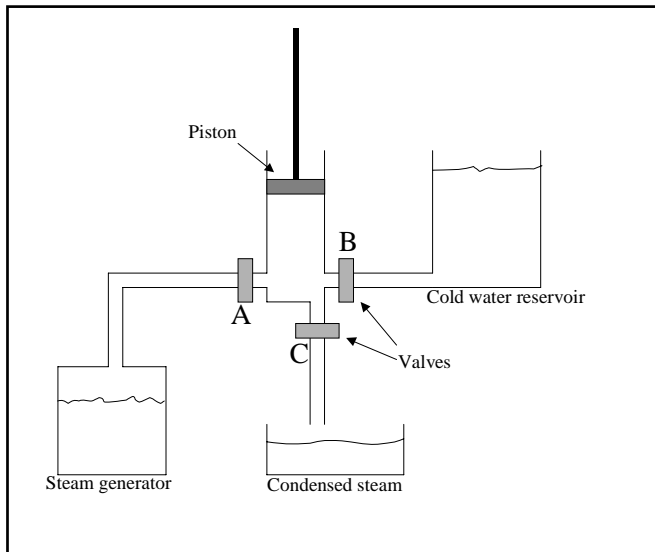 Piston
B
Cold water reservoir
A
C
Valves
Steam generator
Condensed steam